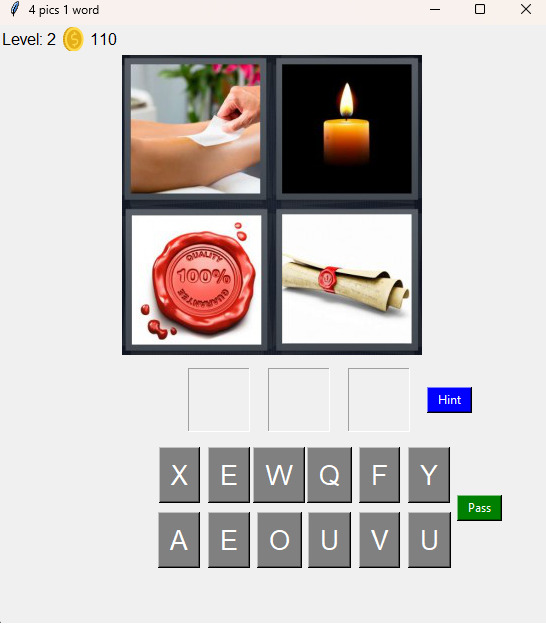 4 pics 1 word
Level: 2 110
QUALITY
100%
GUARANTEE
Hint
X E W Q F Y
Pass
A E O U V U